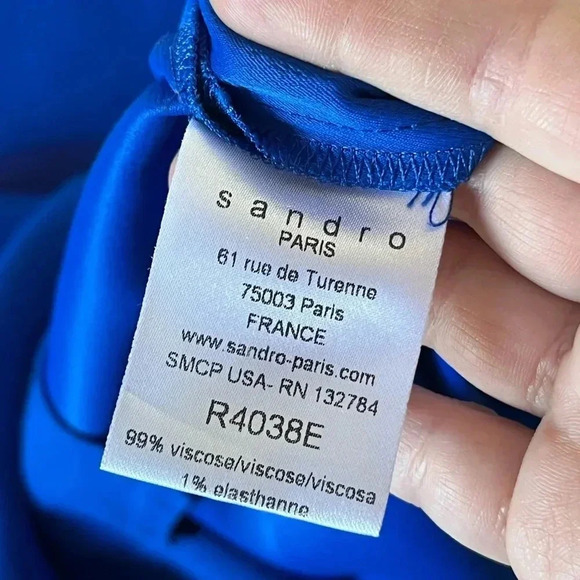 sandro
PARIS
61 rue de Turenne
75003 Paris
FRANCE
www.sandro-paris.com
SMCP USA- RN 132784
R4038E
99% viscose/viscose/viscosa
1% elasthanne